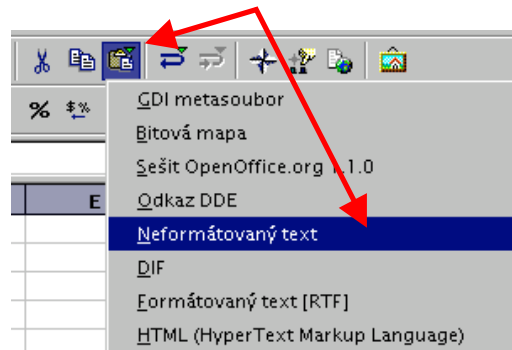 % $%
GDI metasoubor
Bitová mapa
Sešit OpenOffice.org 1.1.0
Odkaz DDE
E
Neformátovaný text
DIF
Formátovaný text [RTF]
HTML (HyperText Markup Language)